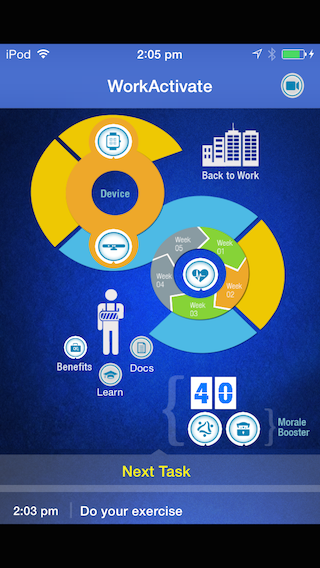 iPod 2:05 pm
WorkActivate
Device
Back to Work
Week
05
Week
01
Week
04
Week
02
Week
03
Benefits
Docs
Learn
40
Morale
Booster
Next Task
2:03 pm Do your exercise